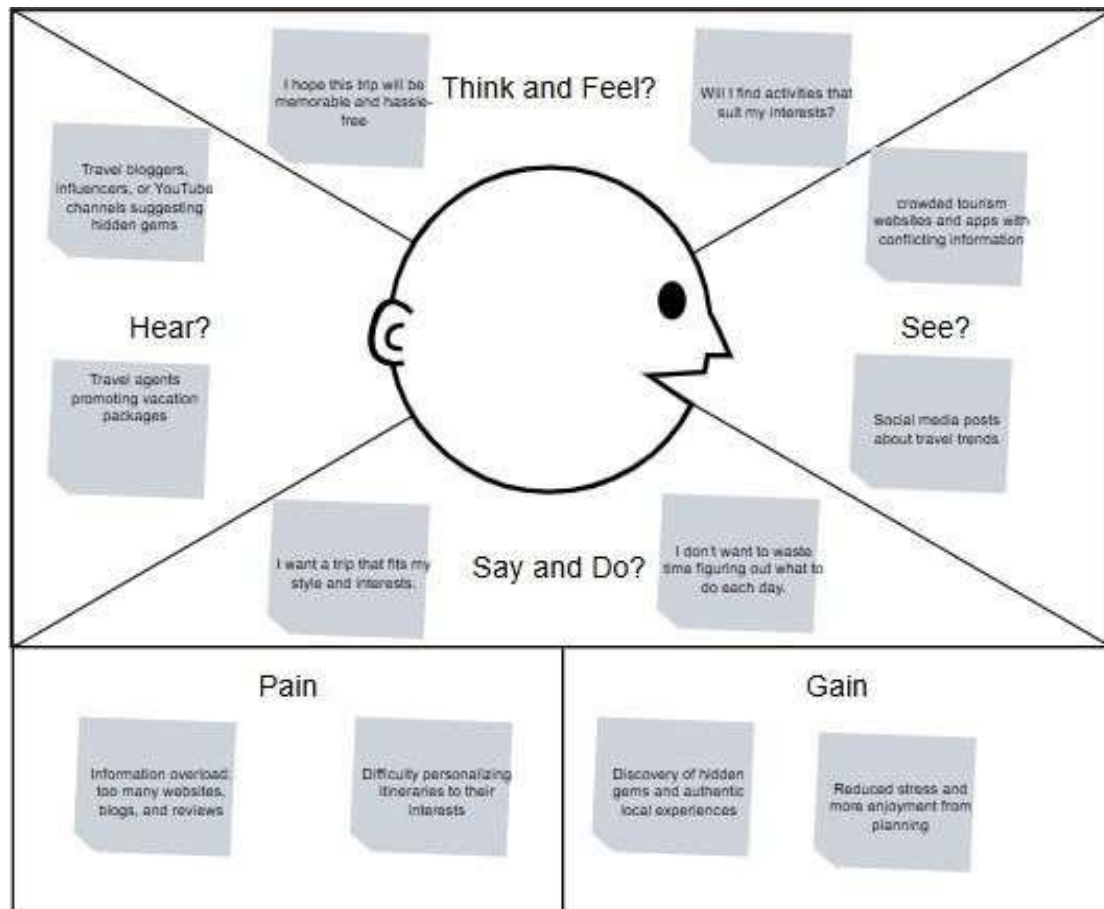 Think and Feel?
I hope this trip will be
memorable and hassle-
free
Will I find activities that
suit my interests?
Travel bloggers,
influencers, or YouTube
channels suggesting
hidden gems
Hear?
Travel agents
promoting vacation
packages
crowded tourism
websites and apps with
conflicting information
See?
Social media posts
about travel trends
I want a trip that fits my
style and interests.
Say and Do?
I don't want to waste
time figuring out what to
do each day.
Pain
Information overload:
too many websites,
blogs, and reviews
Difficulty personalizing
itineraries to their
interests
Gain
Discovery of hidden
gems and authentic
local experiences
Reduced stress and
more enjoyment from
planning